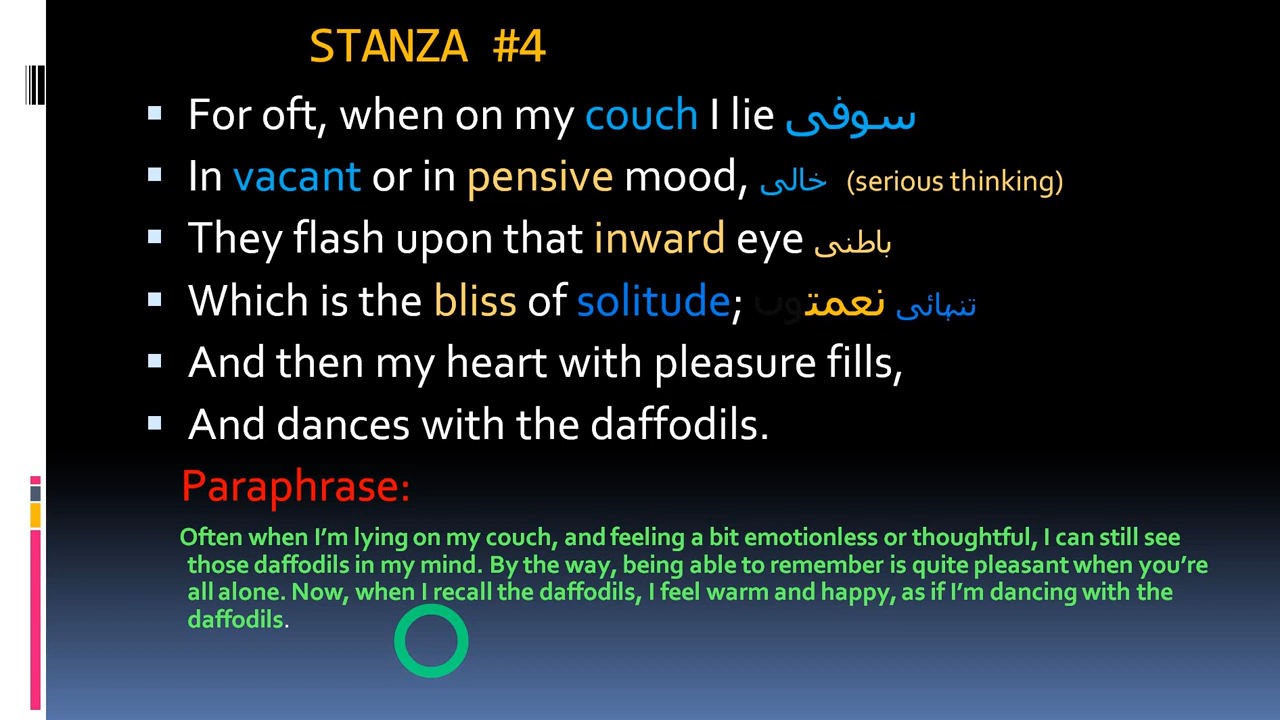 STANZA #4
For oft, when on my couch I lie سوفی
In vacant or in pensive mood, خالی (serious thinking)
They flash upon that inward eye باطنی
Which is the bliss of solitude; نعمتوں تنہائی
And then my heart with pleasure fills,
And dances with the daffodils.
Paraphrase:
Often when I’m lying on my couch, and feeling a bit emotionless or thoughtful, I can still see
those daffodils in my mind. By the way, being able to remember is quite pleasant when you’re
all alone. Now, when I recall the daffodils, I feel warm and happy, as if I’m dancing with the
daffodils.